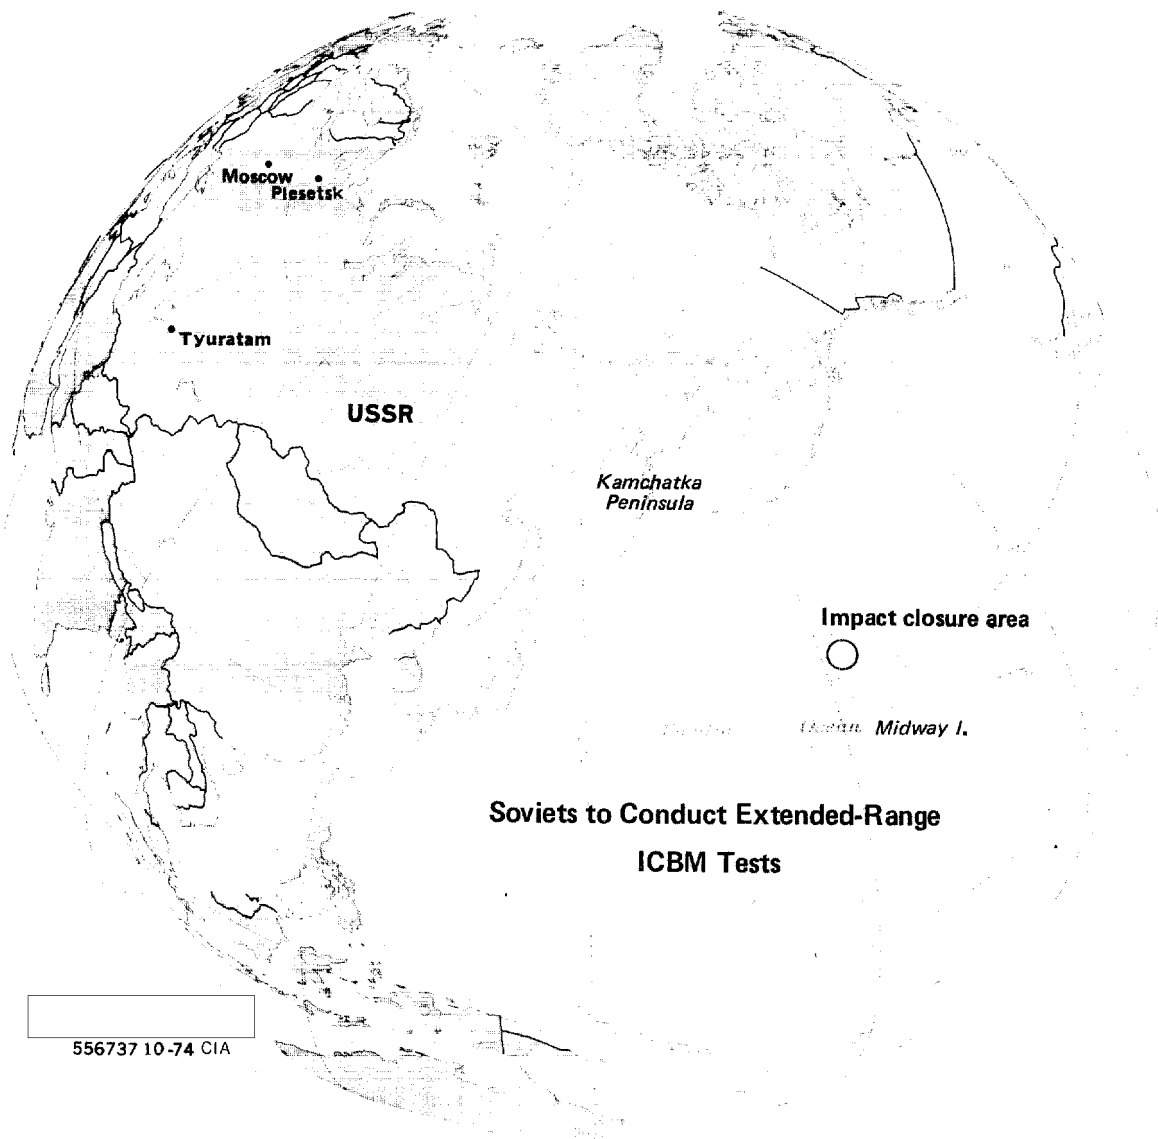 Moscow
Plesetsk
Tyuratam
USSR
Kamchatka
Peninsula
Impact closure area
Ocean Midway I.
Soviets to Conduct Extended-Range
ICBM Tests
556737 10-74 CIA